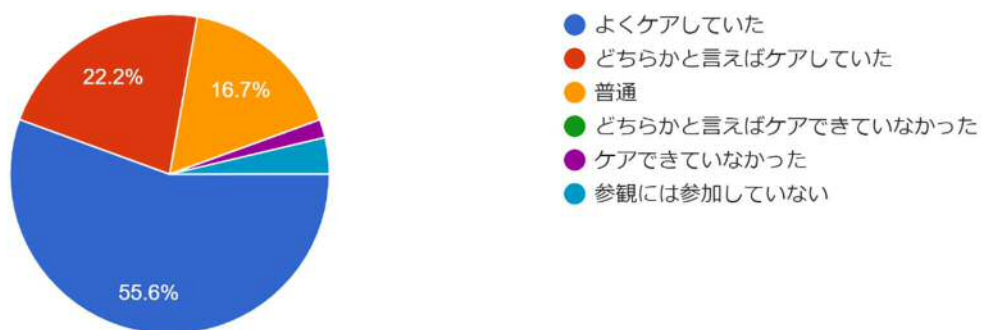 22.2%
16.7%
55.6%
よくケアしていた
どちらかと言えばケアしていた
普通
どちらかと言えばケアできていなかった
ケアできていなかった
参観には参加していない